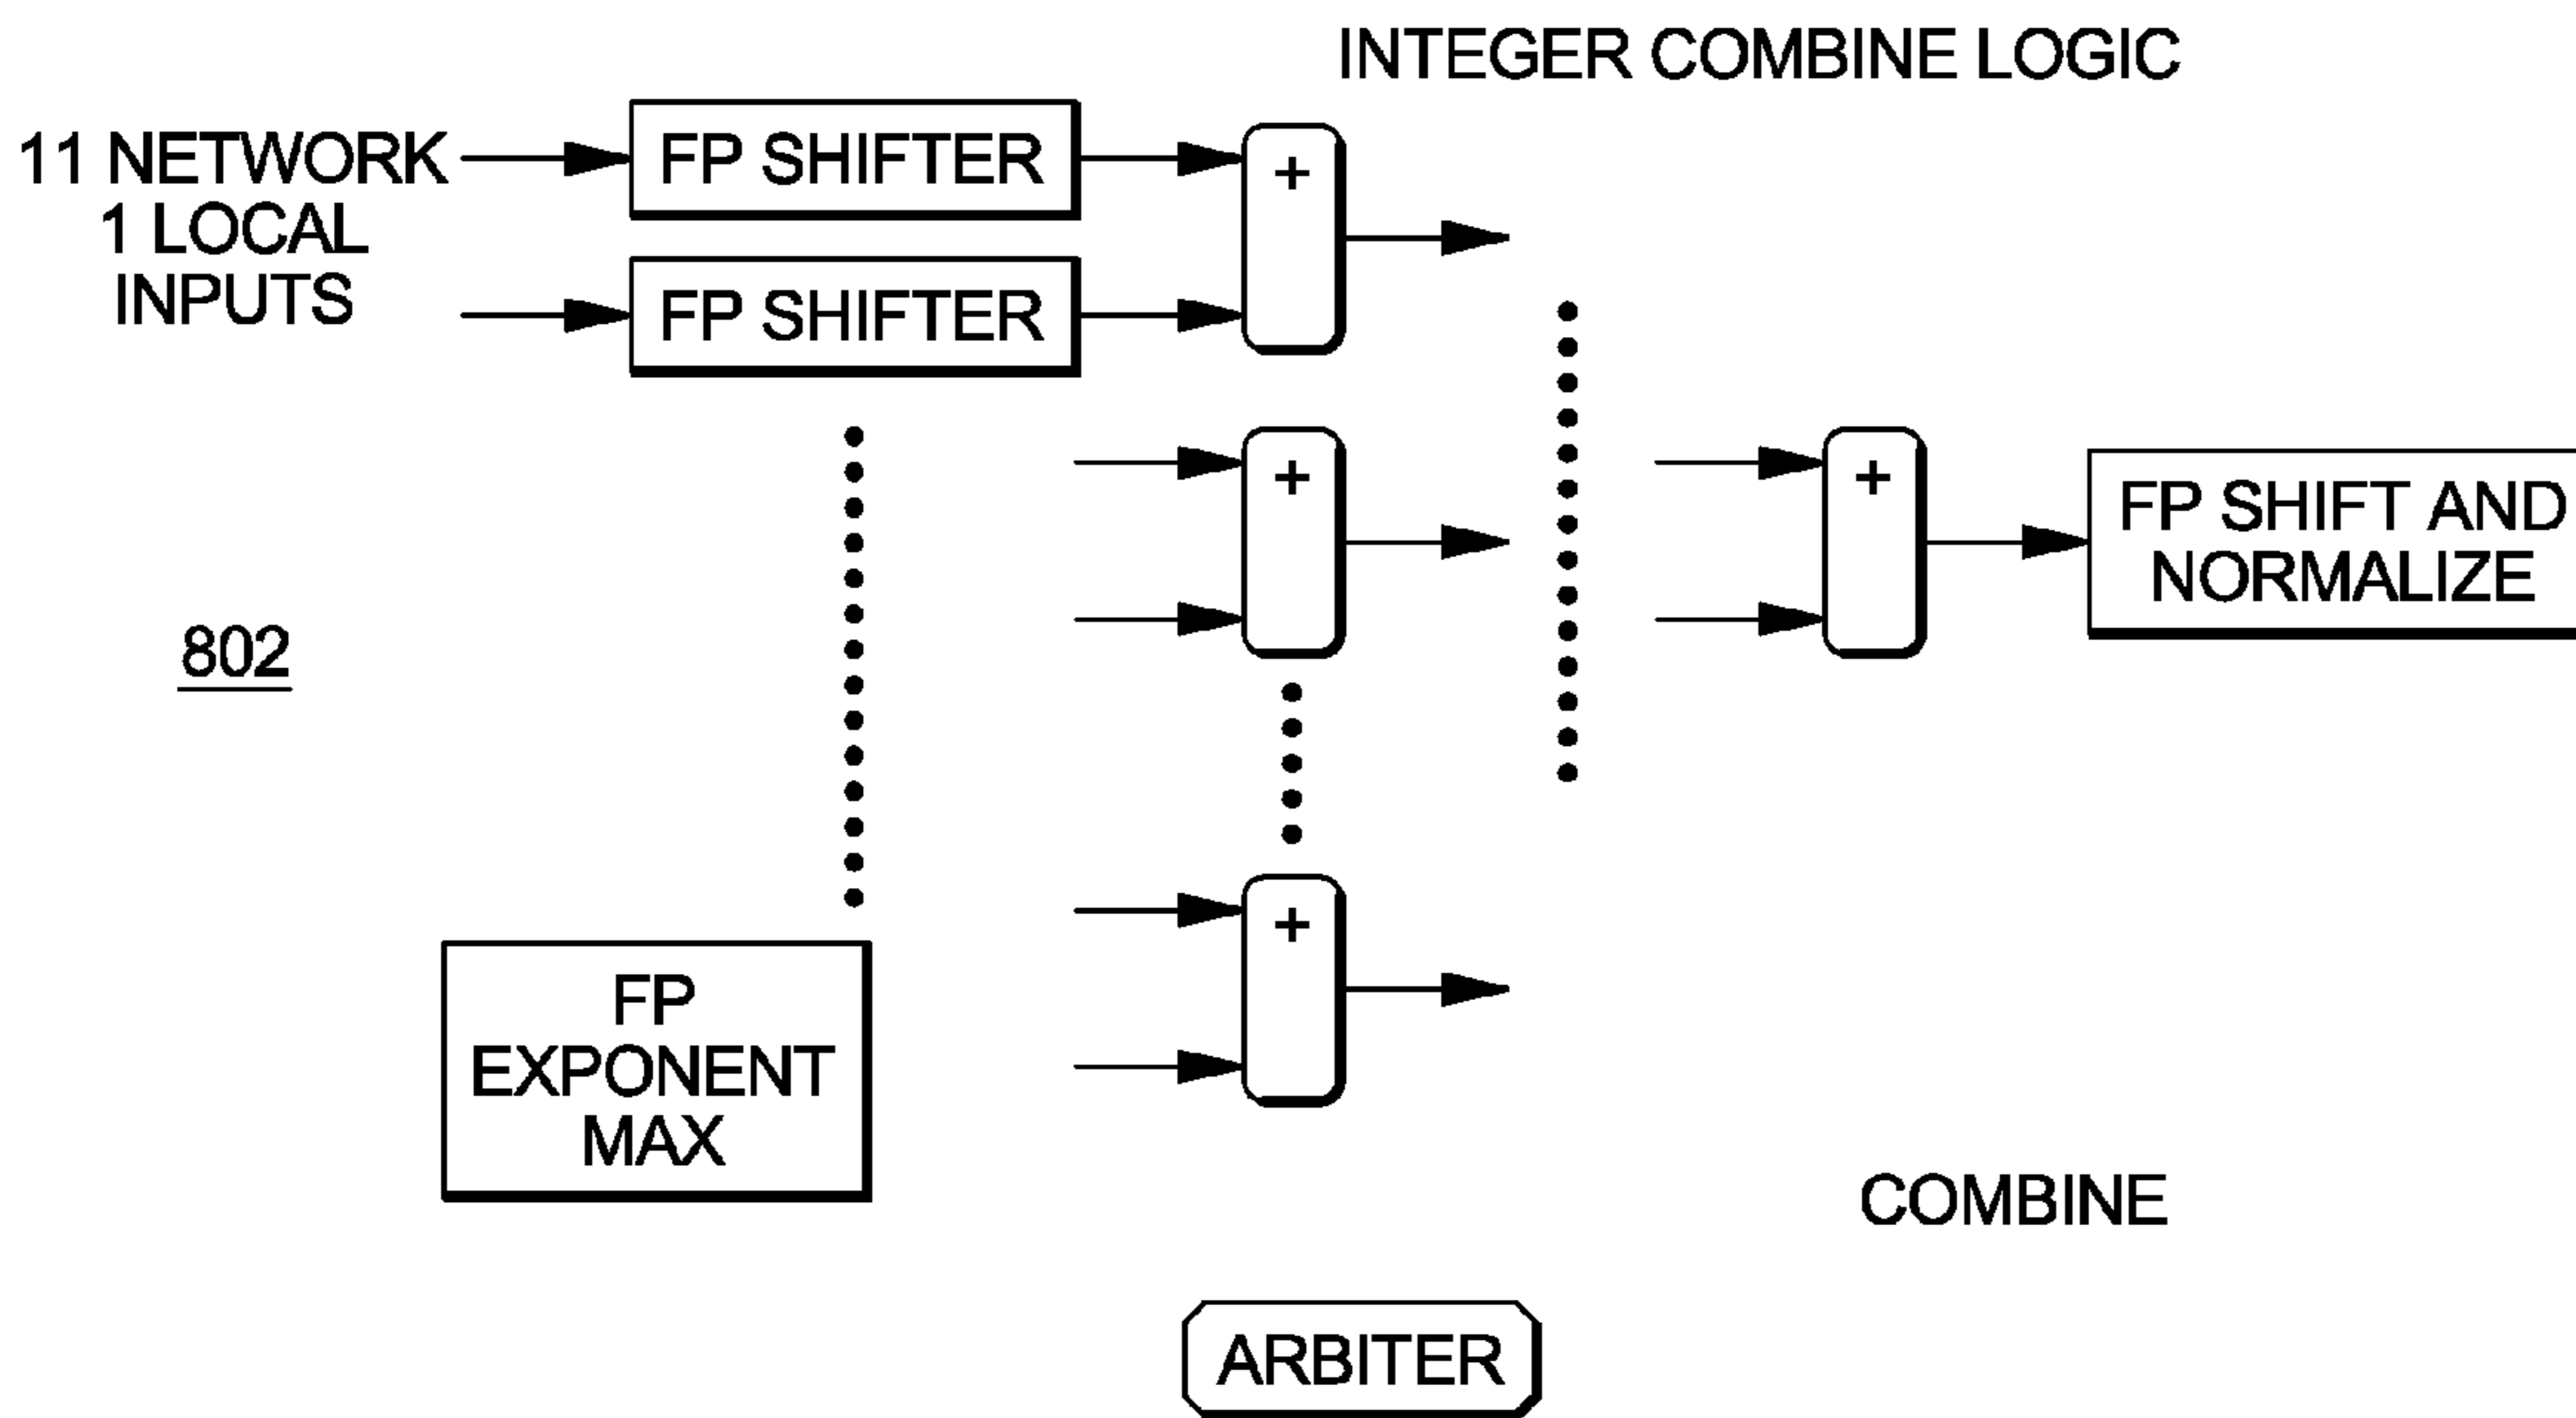 INTEGER COMBINE LOGIC
11 NETWORK
1 LOCAL
INPUTS
FP SHIFTER
+
FP SHIFTER
+
+
FP SHIFT AND
NORMALIZE
802
+
FP
EXPONENT
MAX
COMBINE
ARBITER